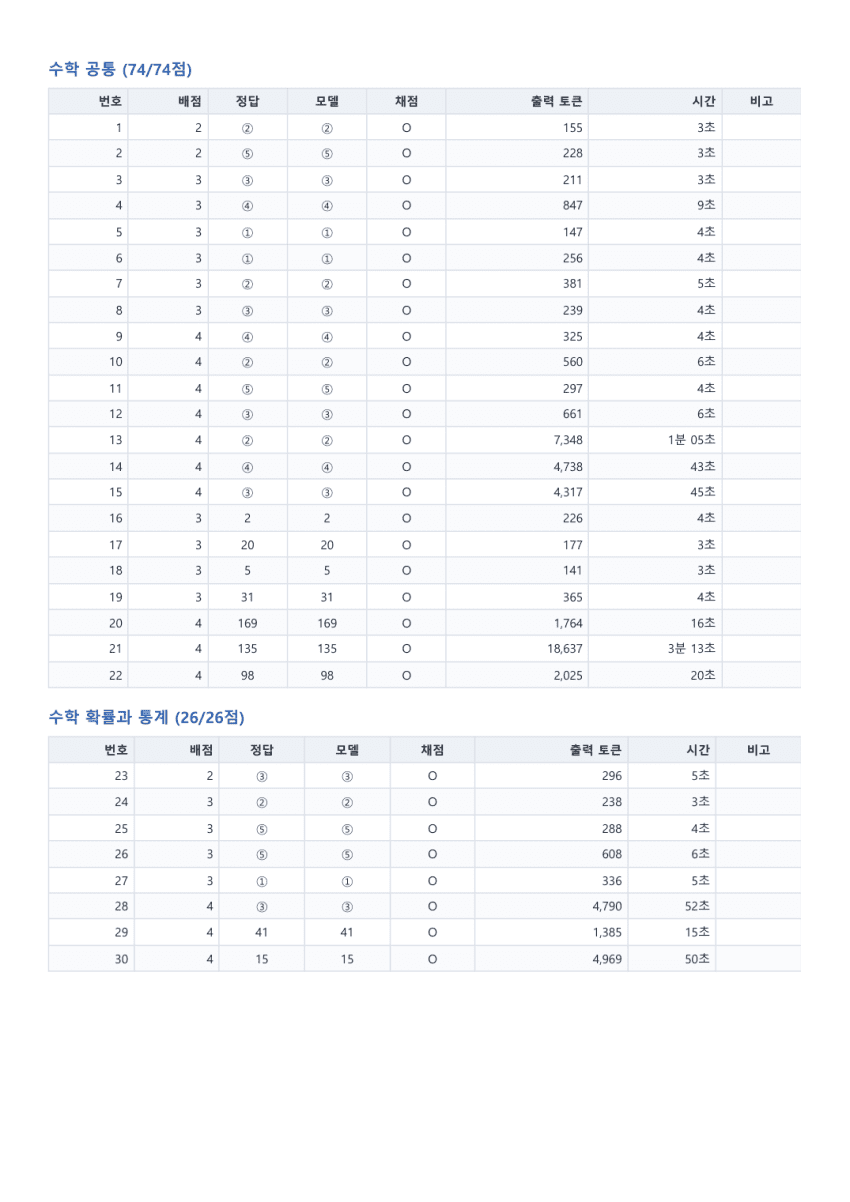 수학 공통 (74/74점)
번호 배점 정답 모델 채점 출력 토큰 시간 비고
1 2 ② ② O 155 3초
2 2 ⑤ ⑤ O 228 3초
3 3 ③ ③ O 211 3초
4 3 ④ ④ O 847 9초
5 3 ① ① O 147 4초
6 3 ① ① O 256 4초
7 3 ② ② O 381 5초
8 3 ③ ③ O 239 4초
9 4 ④ ④ O 325 4초
10 4 ② ② O 560 6초
11 4 ⑤ ⑤ O 297 4초
12 4 ③ ③ O 661 6초
13 4 ② ② O 7,348 1분 05초
14 4 ④ ④ O 4,738 43초
15 4 ③ ③ O 4,317 45초
16 3 2 2 O 226 4초
17 3 20 20 O 177 3초
18 3 5 5 O 141 3초
19 3 31 31 O 365 4초
20 4 169 169 O 1,764 16초
21 4 135 135 O 18,637 3분 13초
22 4 98 98 O 2,025 20초
수학 확률과 통계 (26/26점)
번호 배점 정답 모델 채점 출력 토큰 시간 비고
23 2 ③ ③ O 296 5초
24 3 ② ② O 238 3초
25 3 ⑤ ⑤ O 288 4초
26 3 ⑤ ⑤ O 608 6초
27 3 ① ① O 336 5초
28 4 ③ ③ O 4,790 52초
29 4 41 41 O 1,385 15초
30 4 15 15 O 4,969 50초